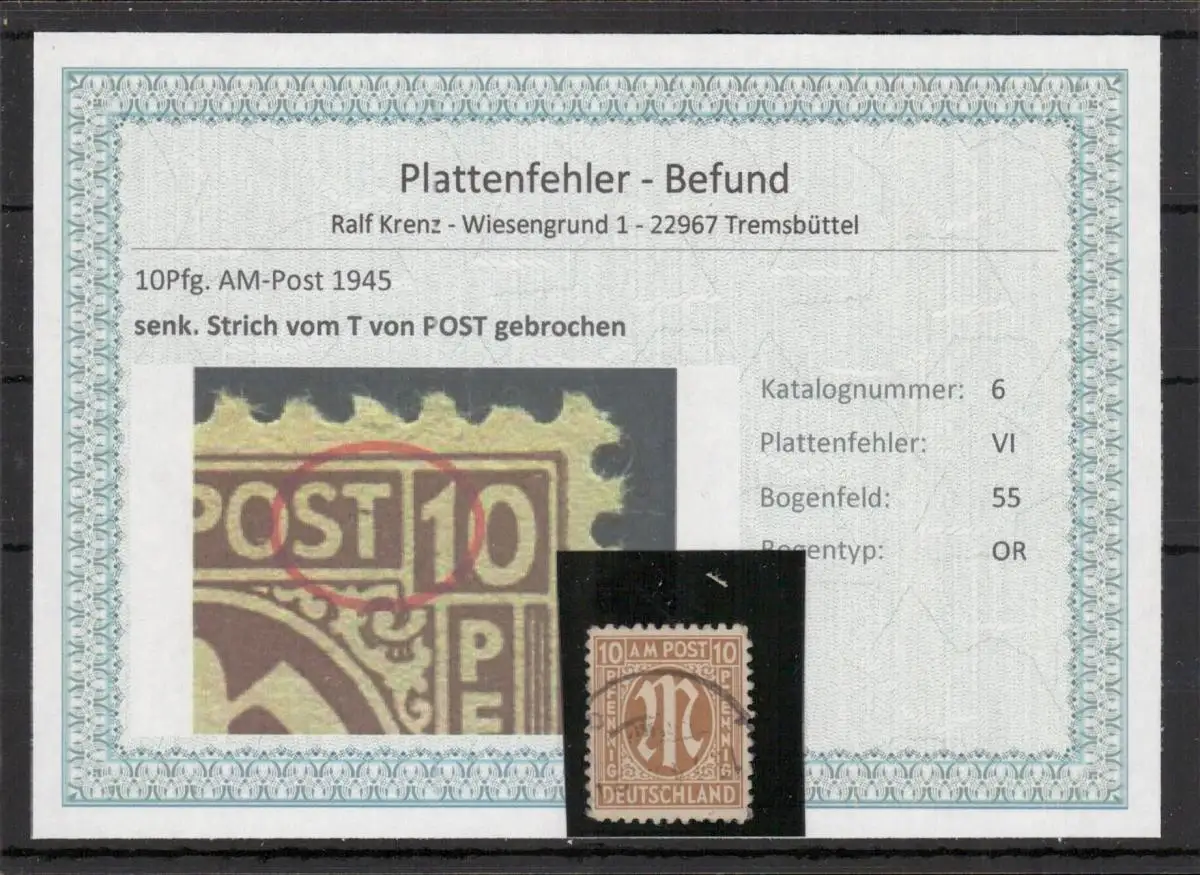 Plattenfehler - Befund
Ralf Krenz - Wiesengrund 1 - 22967 Tremsbüttel
10Pfg. AM-Post 1945
senk. Strich vom T von POST gebrochen
Katalognummer: 6
Plattenfehler: VI
Bogenfeld: 55
Bogentyp: OR
POST 10
PE
10 AM POST 10
PFENNIG M PFENNIG
DEUTSCHLAND